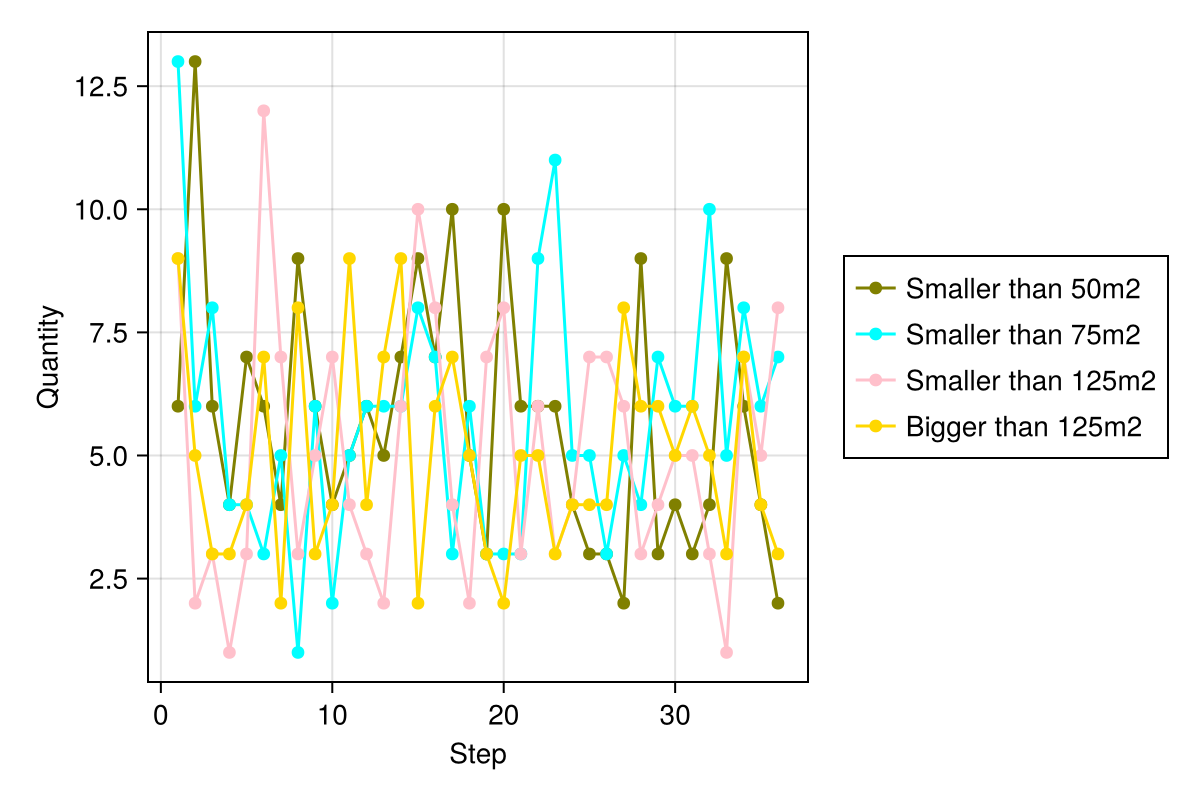 Quantity
12.5
10.0
7.5
5.0
2.5
0
10
20
30
Step
Smaller than 50m2
Smaller than 75m2
Smaller than 125m2
Bigger than 125m2